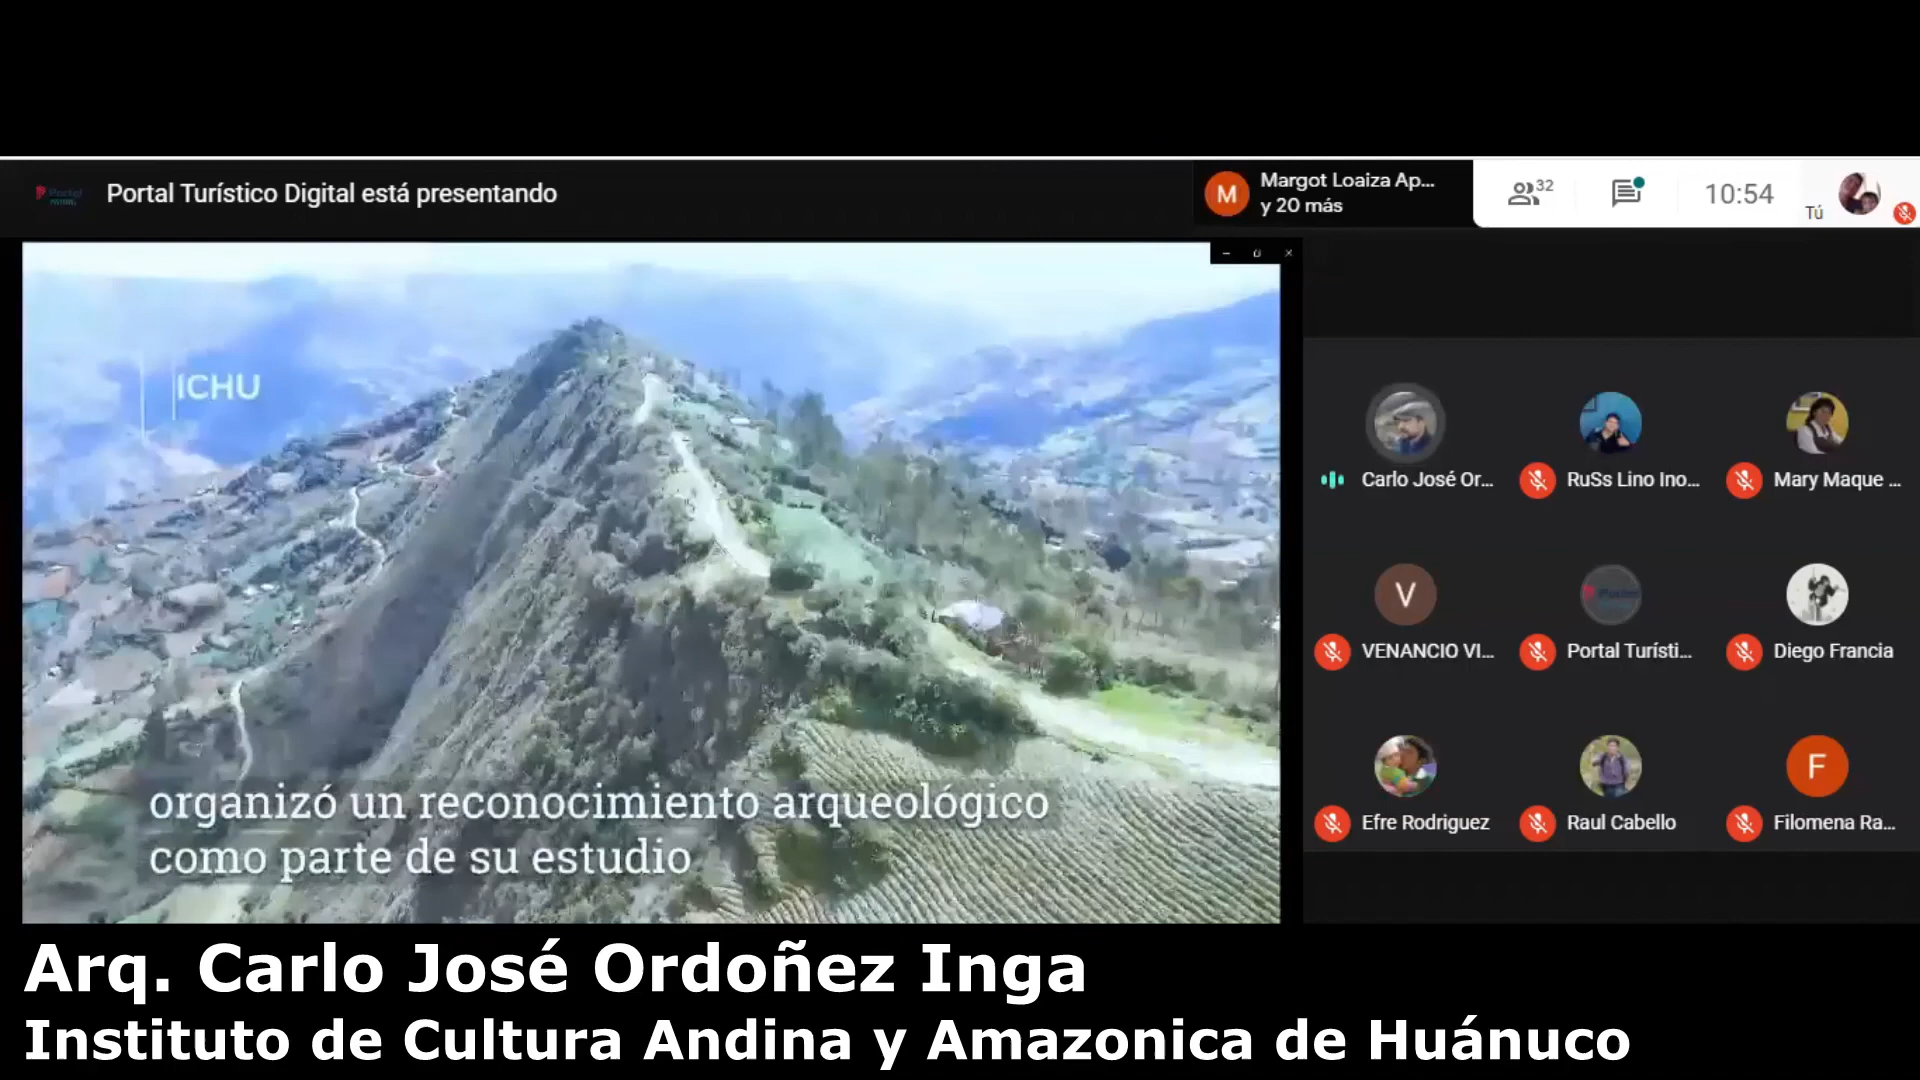 Portal Turístico Digital está presentando
M
Margot Loaiza Ap...
y 20 más
32
10:54
Tú
ICHU
organizó un reconocimiento arqueológico
como parte de su estudio
Carlo José Or...
RuSs Lino Ino...
Mary Maque ...
V
VENANCIO VI...
Portal Turísti...
Diego Francia
Efre Rodriguez
Raul Cabello
F
Filomena Ra...
Arq. Carlo José Ordoñez Inga
Instituto de Cultura Andina y Amazonica de Huánuco